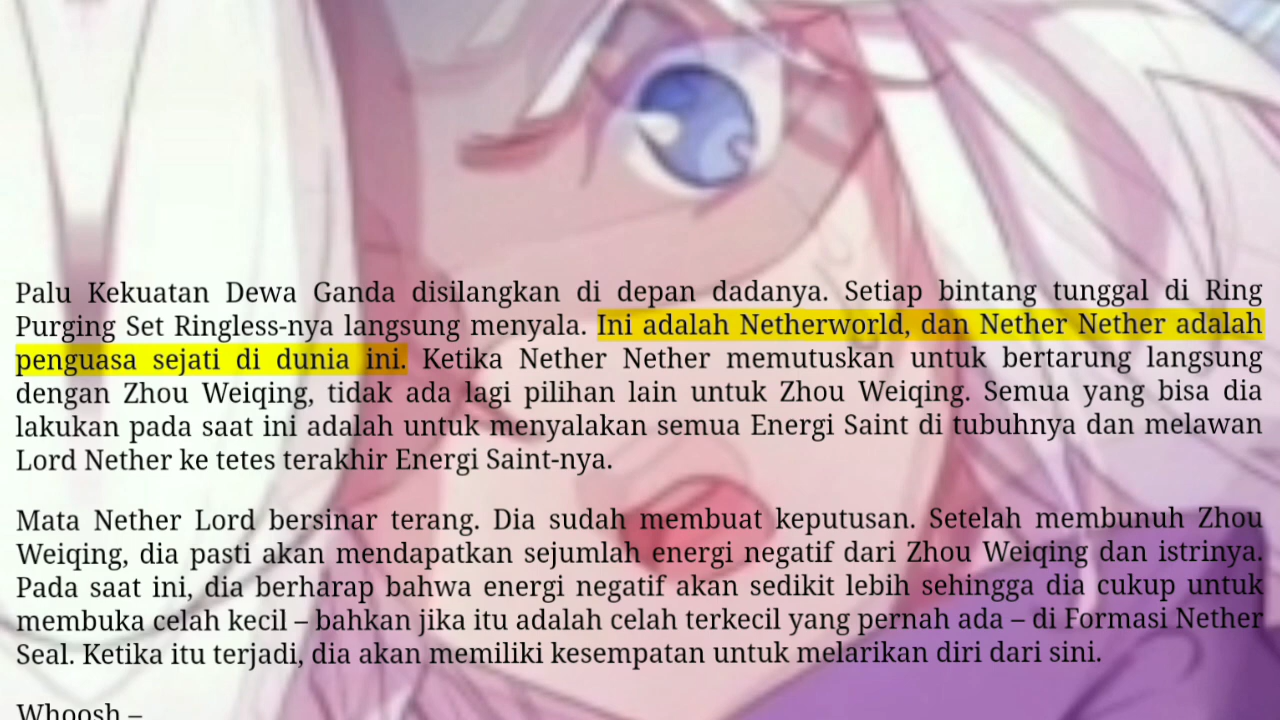 Palu Kekuatan Dewa Ganda disilangkan di depan dadanya. Setiap bintang tunggal di Ring
Purging Set Ringless-nya langsung menyala. Ini adalah Netherworld, dan Nether Nether adalah
penguasa sejati di dunia ini. Ketika Nether Nether memutuskan untuk bertarung langsung
dengan Zhou Weiqing, tidak ada lagi pilihan lain untuk Zhou Weiqing. Semua yang bisa dia
lakukan pada saat ini adalah untuk menyalakan semua Energi Saint di tubuhnya dan melawan
Lord Nether ke tetes terakhir Energi Saint-nya.
Mata Nether Lord bersinar terang. Dia sudah membuat keputusan. Setelah membunuh Zhou
Weiqing, dia pasti akan mendapatkan sejumlah energi negatif dari Zhou Weiqing dan istrinya.
Pada saat ini, dia berharap bahwa energi negatif akan sedikit lebih sehingga dia cukup untuk
membuka celah kecil – bahkan jika itu adalah celah terkecil yang pernah ada – di Formasi Nether
Seal. Ketika itu terjadi, dia akan memiliki kesempatan untuk melarikan diri dari sini.
Whoosh –